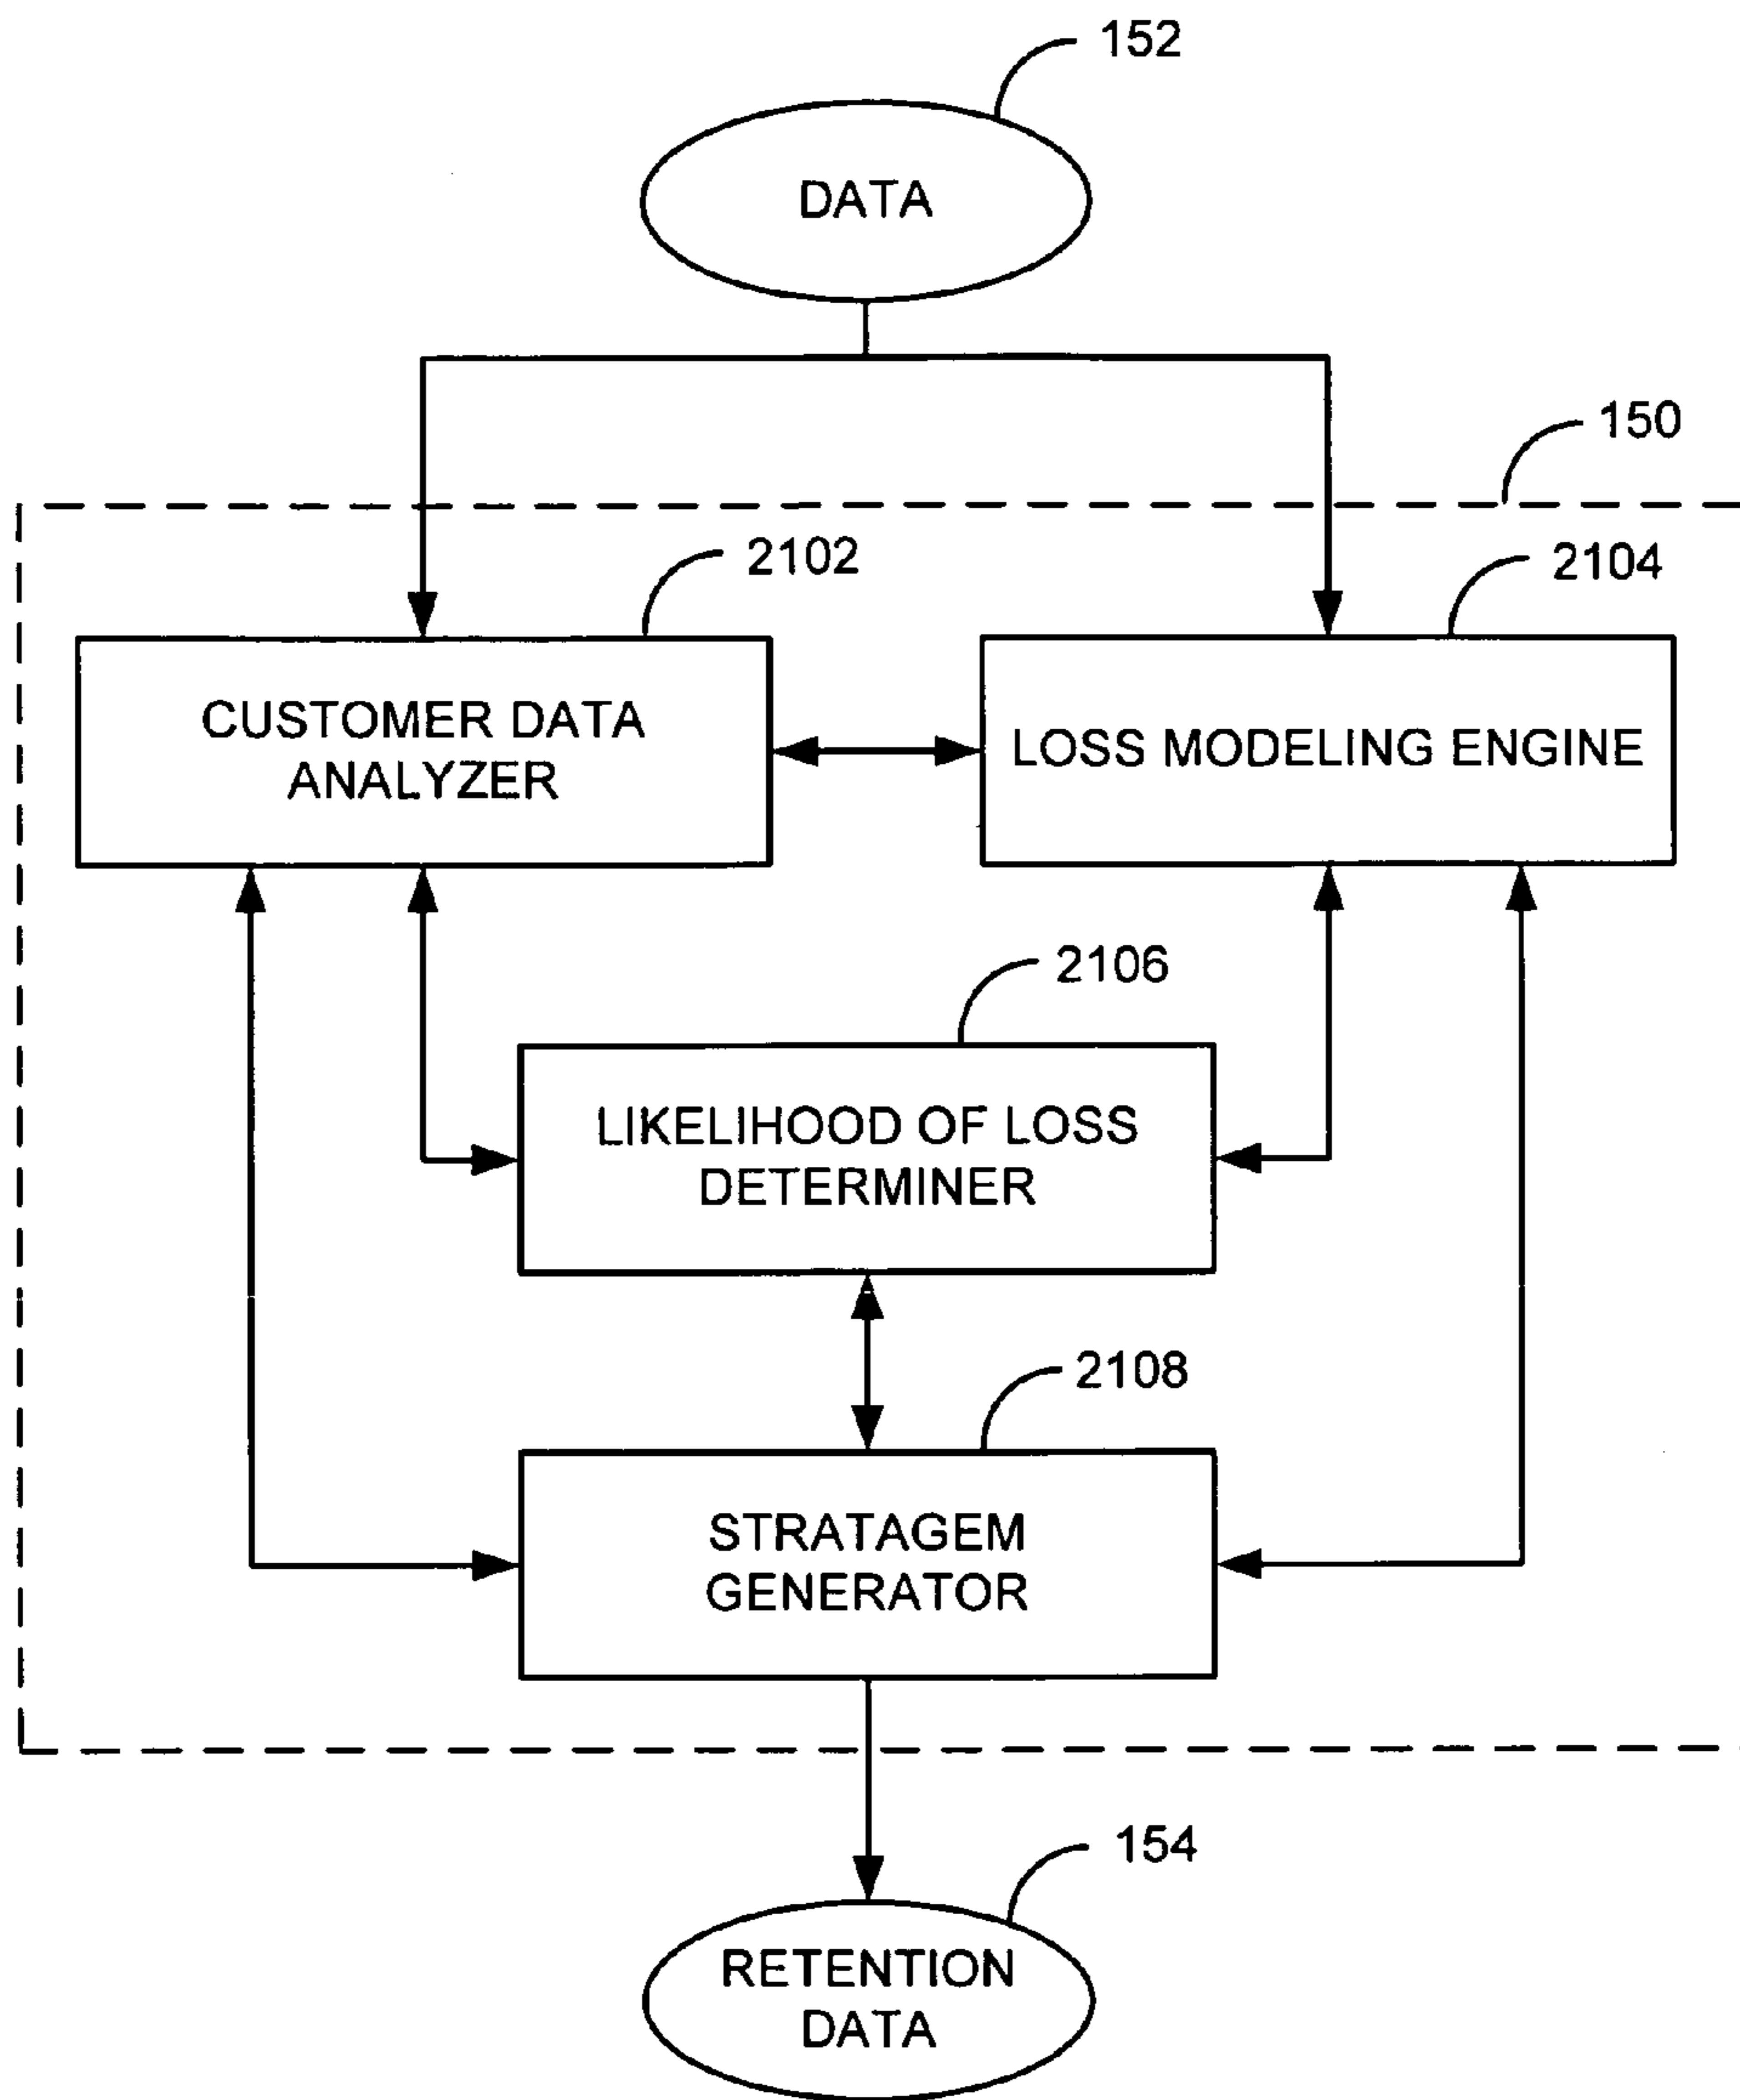 152
DATA
150
2102
2104
CUSTOMER DATA
ANALYZER
LOSS MODELING ENGINE
2106
LIKELIHOOD OF LOSS
DETERMINER
2108
STRATAGEM
GENERATOR
154
RETENTION
DATA